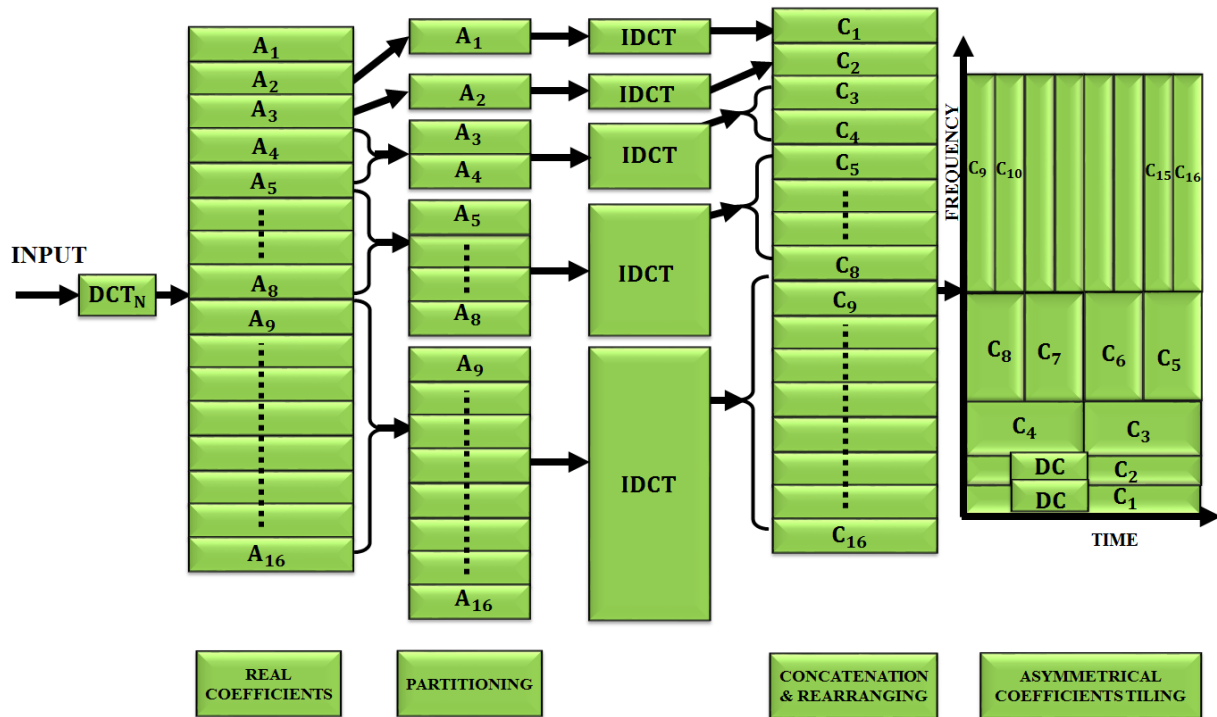 INPUT
DCT_N
A_1
A_2
A_3
A_4
A_5
A_8
A_9
A_16
REAL
COEFFICIENTS
A_1
A_2
A_3
A_4
A_5
A_8
A_9
A_16
PARTITIONING
IDCT
IDCT
IDCT
IDCT
IDCT
C_1
C_2
C_3
C_4
C_5
C_8
C_9
C_16
CONCATENATION
& REARRANGING
FREQUENCY
C_9 C_10 C_15 C_16
C_8 C_7 C_6 C_5
C_4 C_3
DC C_2
DC C_1
TIME
ASYMMETRICAL
COEFFICIENTS TILING